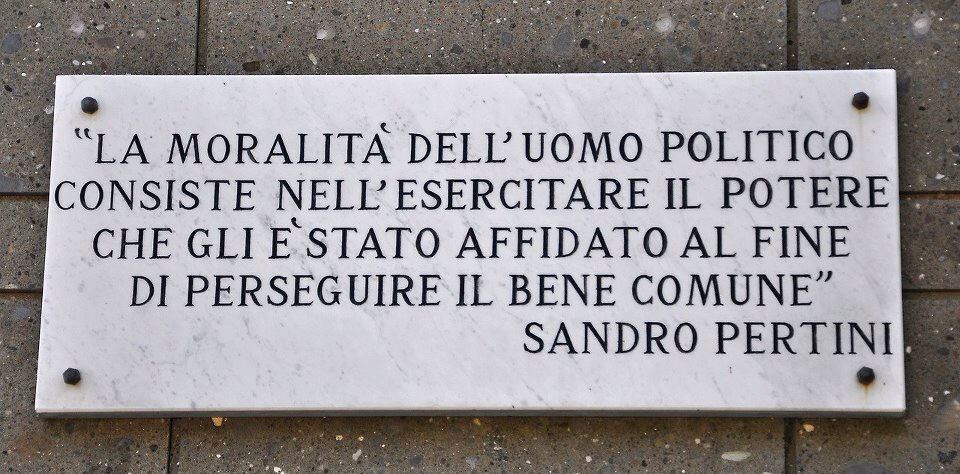 “LA MORALITÀ DELL’UOMO POLITICO
CONSISTE NELL’ESERCITARE IL POTERE
CHE GLI È STATO AFFIDATO AL FINE
DI PERSEGUIRE IL BENE COMUNE”
SANDRO PERTINI